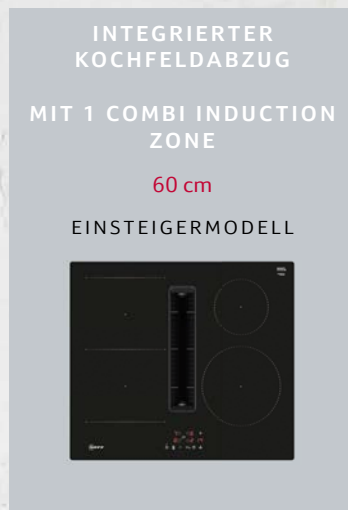 INTEGRIERTER
KOCHFELDABZUG
MIT 1 COMBI INDUCTION
ZONE
60 cm
EINSTEIGERMODELL